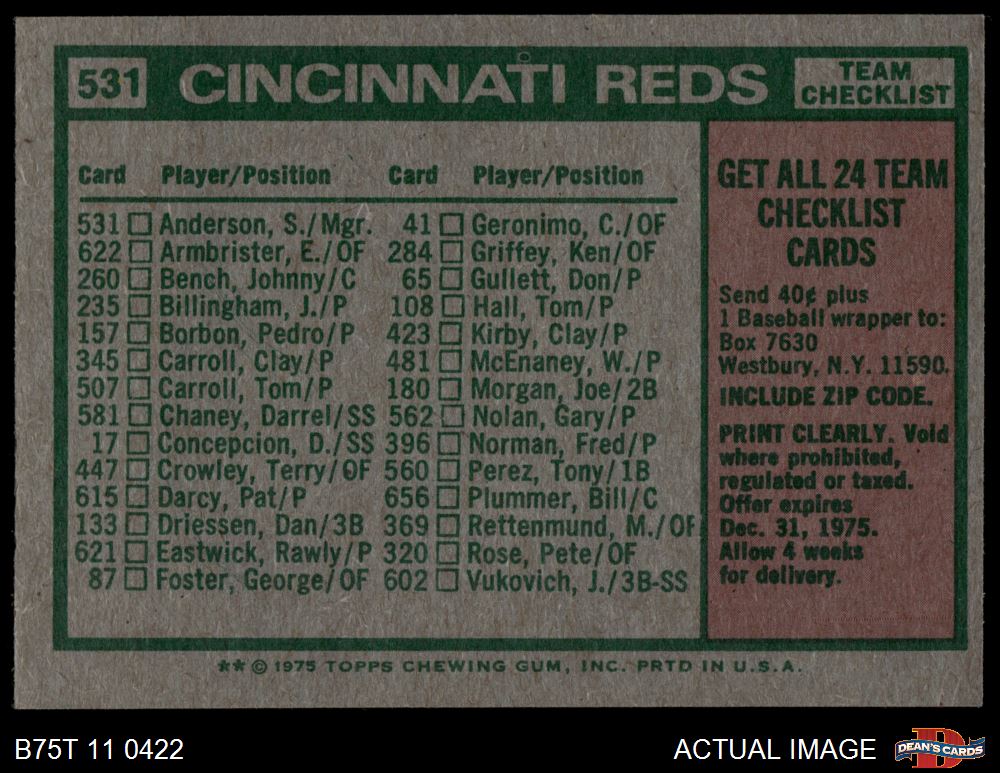 531 CINCINNATI REDS TEAM CHECKLIST
Card Player/Position Card Player/Position
531 Anderson, S./Mgr. 41 Geronimo, C./OF
622 Armbrister, E./OF 284 Griffey, Ken/OF
260 Bench, Johnny/C 65 Gullett, Don/P
235 Billingham, J./P 108 Hall, Tom/P
157 Borbon, Pedro/P 423 Kirby, Clay/P
345 Carroll, Clay/P 481 McEnaney, W./P
507 Carroll, Tom/P 180 Morgan, Joe/2B
581 Chaney, Darrel/SS 562 Nolan, Gary/P
17 Concepcion, D./SS 396 Norman, Fred/P
447 Crowley, Terry/OF 560 Perez, Tony/1B
615 Darcy, Pat/P 656 Plummer, Bill/C
133 Driessen, Dan/3B 369 Rettenmund, M./OF
621 Eastwick, Rawly/P 320 Rose, Pete/OF
87 Foster, George/OF 602 Vukovich, J./3B-SS
GET ALL 24 TEAM
CHECKLIST
CARDS
Send 40¢ plus
1 Baseball wrapper to:
Box 7630
Westbury, N.Y. 11590.
INCLUDE ZIP CODE.
PRINT CLEARLY. Void
where prohibited,
regulated or taxed.
Offer expires
Dec. 31, 1975.
Allow 4 weeks
for delivery.
** © 1975 TOPPS CHEWING GUM, INC. PRTD IN U.S.A.
B75T 11 0422 ACTUAL IMAGE DEAN'S CARDS